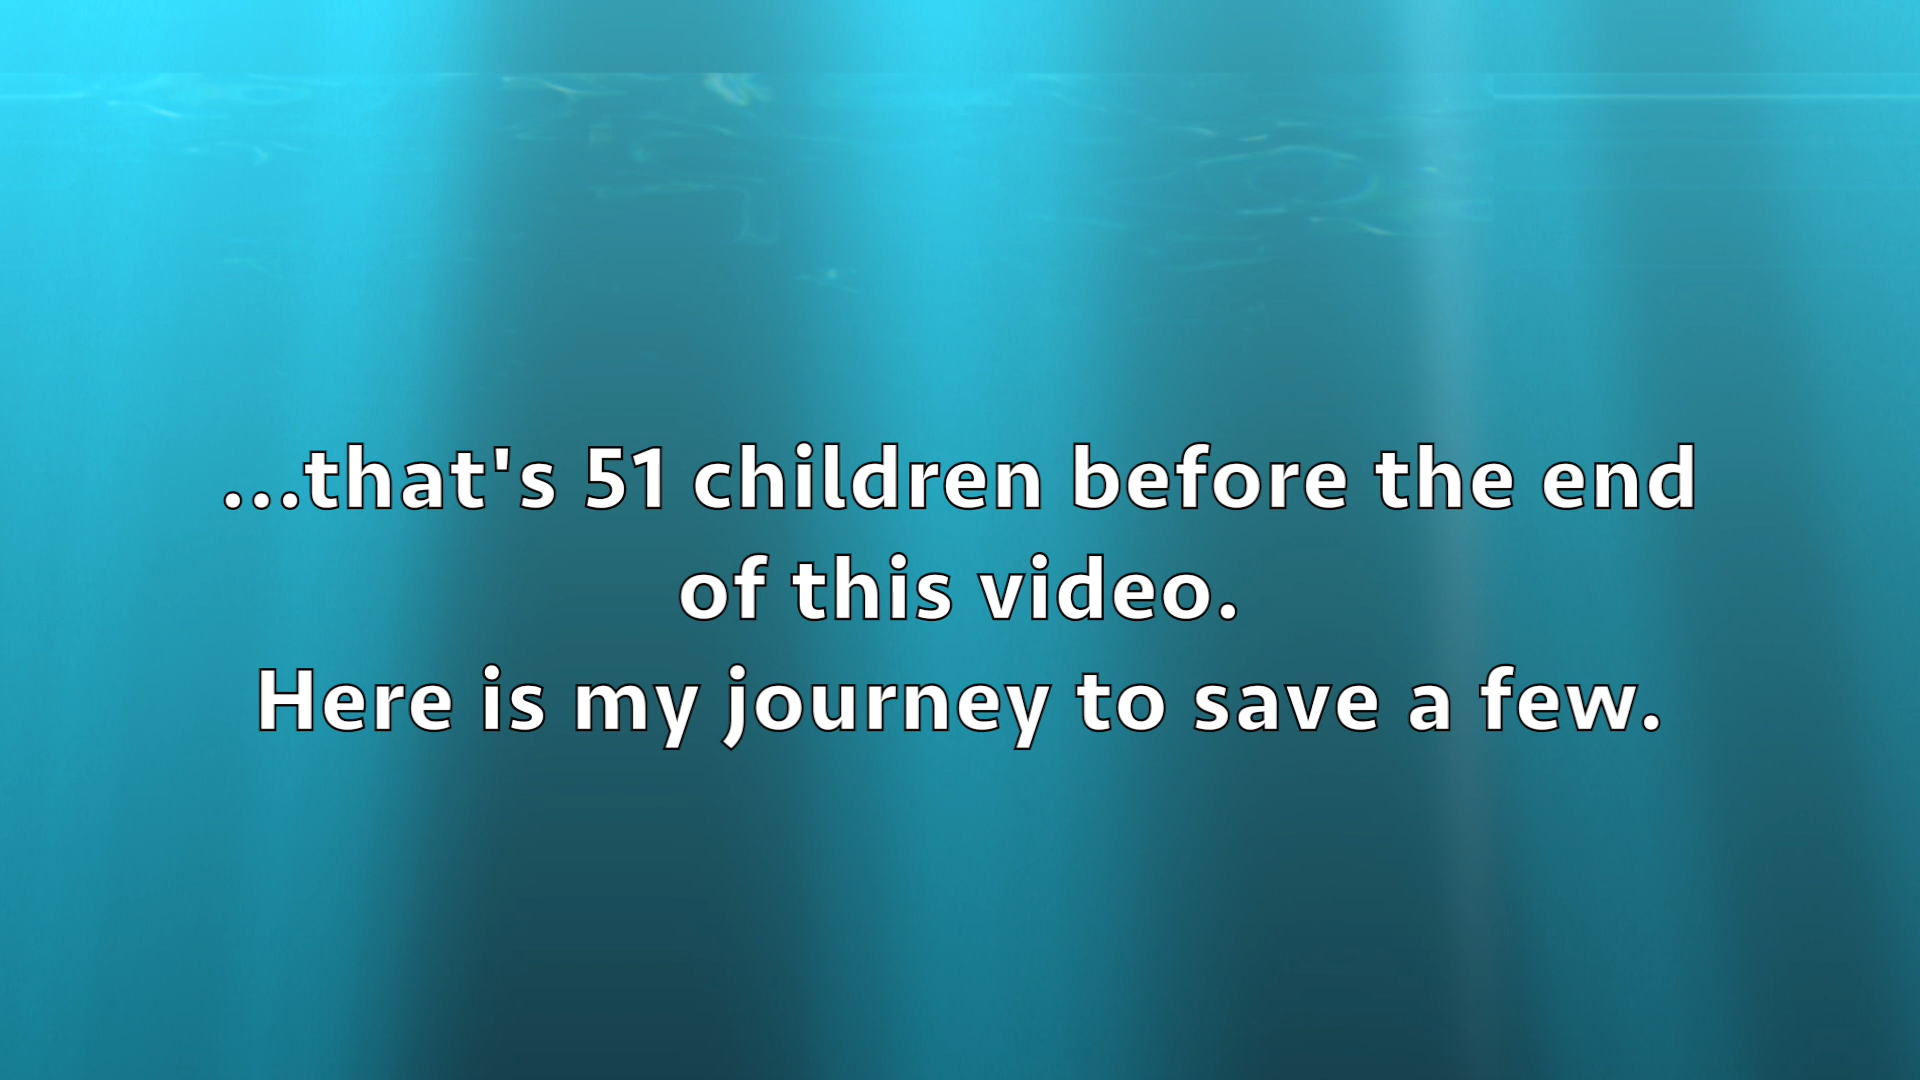 ...that's 51 children before the end
of this video.
Here is my journey to save a few.